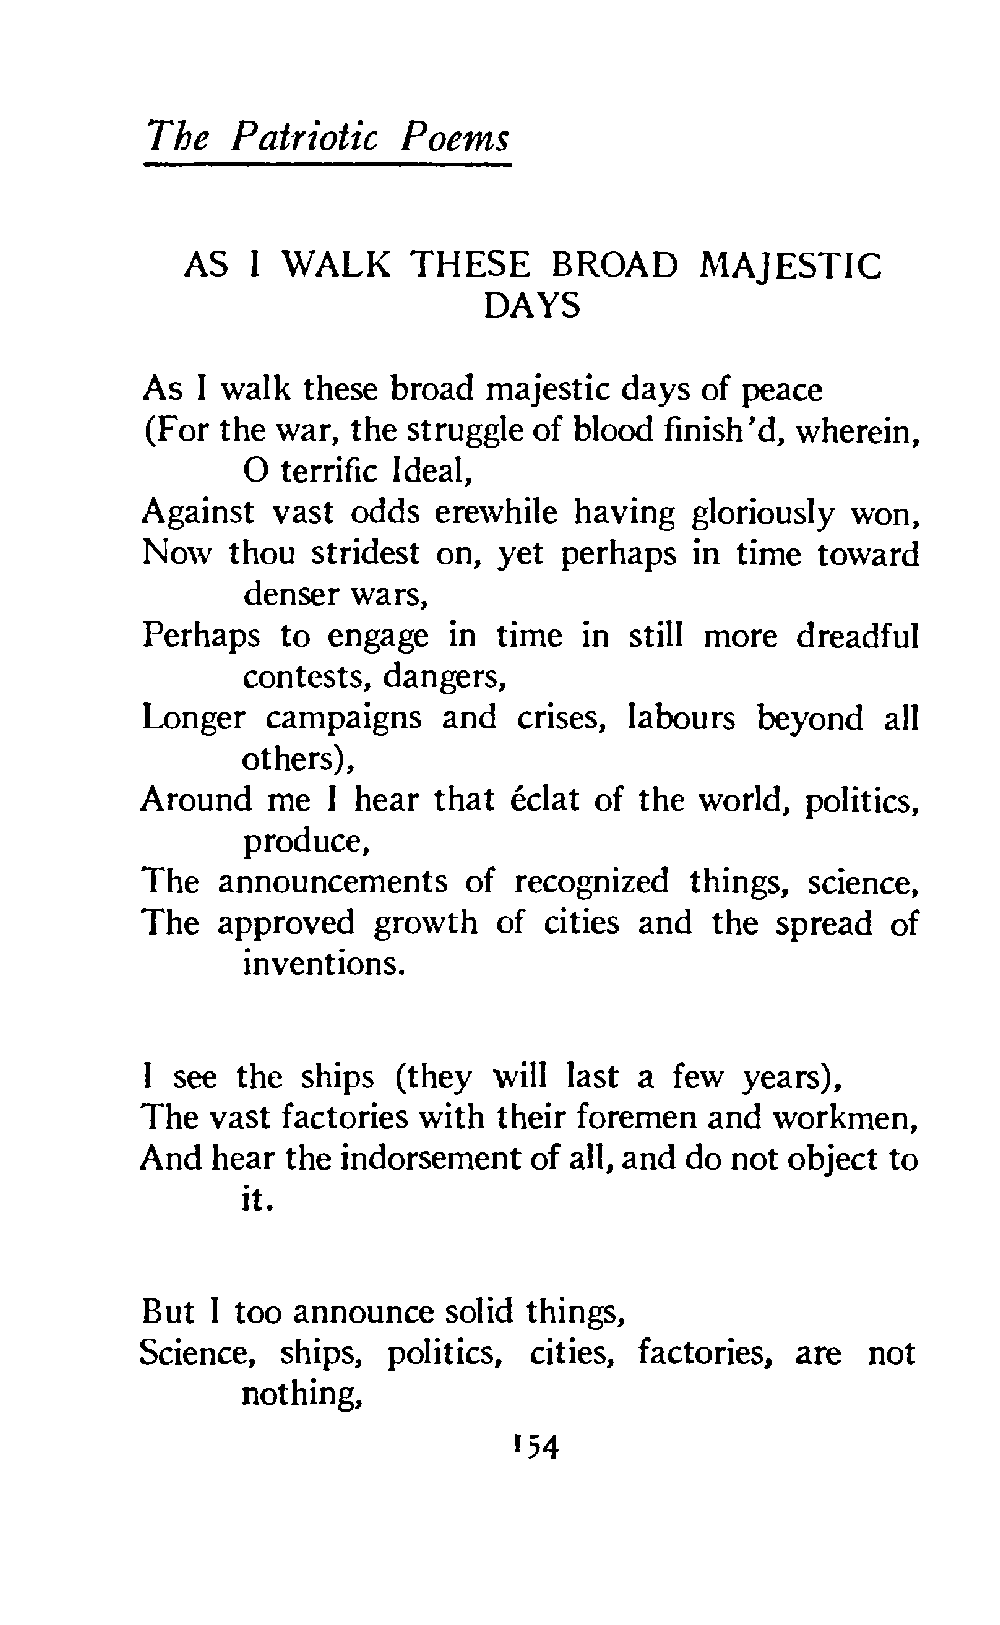 The Patriotic Poems
AS I WALK THESE BROAD MAJESTIC
DAYS
As I walk these broad majestic days of peace
(For the war, the struggle of blood finish'd, wherein,
O terrific Ideal,
Against vast odds erewhile having gloriously won,
Now thou stridest on, yet perhaps in time toward
denser wars,
Perhaps to engage in time in still more dreadful
contests, dangers,
Longer campaigns and crises, labours beyond all
others),
Around me I hear that éclat of the world, politics,
produce,
The announcements of recognized things, science,
The approved growth of cities and the spread of
inventions.
I see the ships (they will last a few years),
The vast factories with their foremen and workmen,
And hear the indorsement of all, and do not object to
it.
But I too announce solid things,
Science, ships, politics, cities, factories, are not
nothing,
154